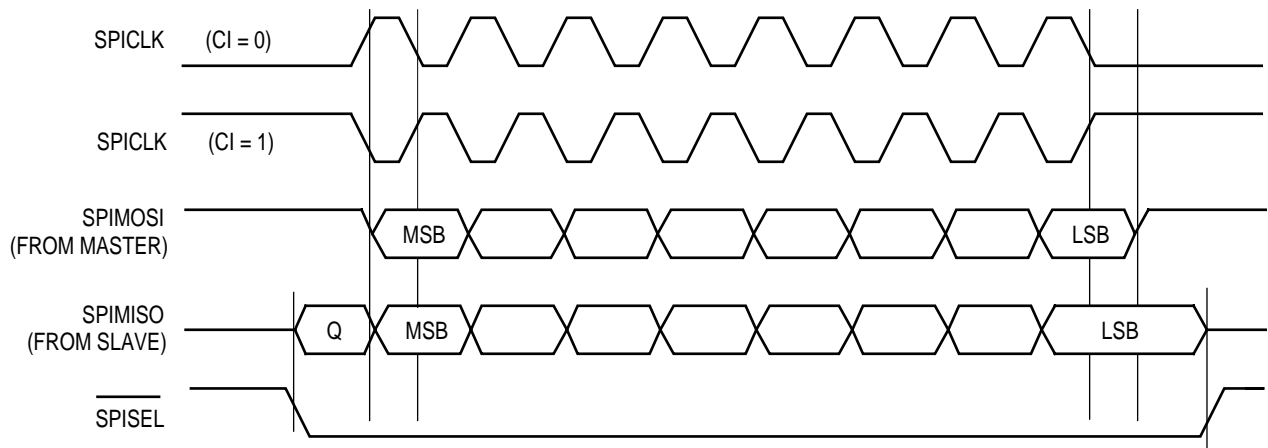 SPICLK (CI = 0)
SPICLK (CI = 1)
SPIMOSI
(FROM MASTER)
MSB
LSB
SPIMISO
(FROM SLAVE)
Q
MSB
LSB
SPISEL